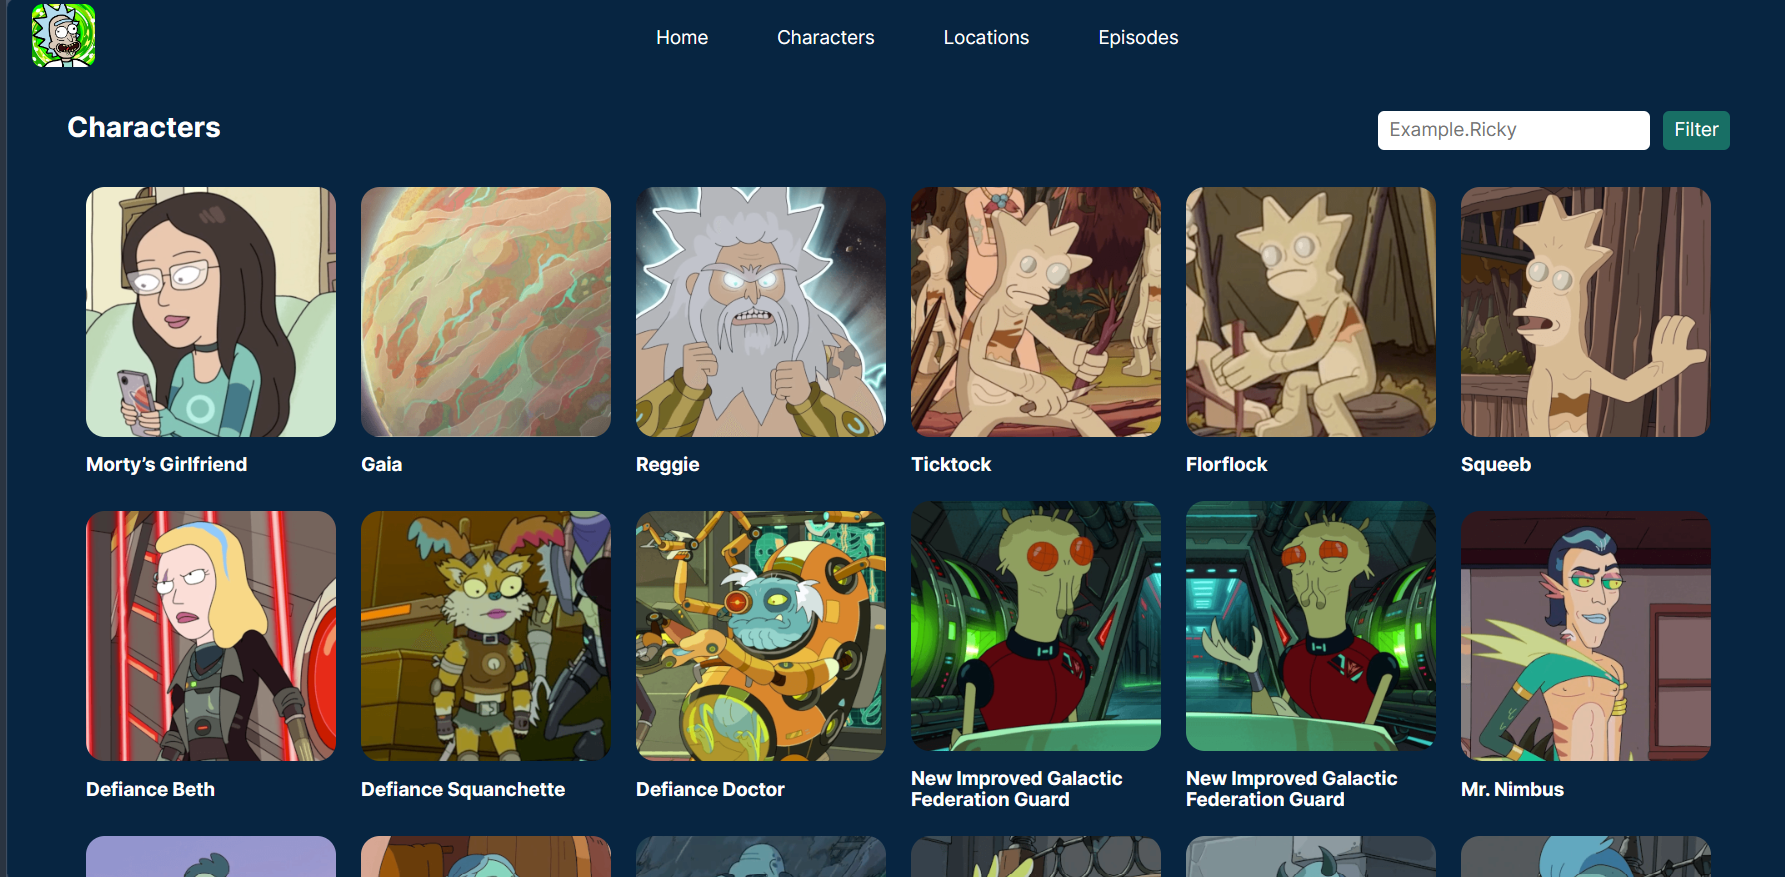 Home Characters Locations Episodes
Characters
Example.Ricky Filter
Morty’s Girlfriend Gaia Reggie Ticktock Florflock Squeeb
Defiance Beth Defiance Squanchette Defiance Doctor New Improved Galactic Federation Guard New Improved Galactic Federation Guard Mr. Nimbus